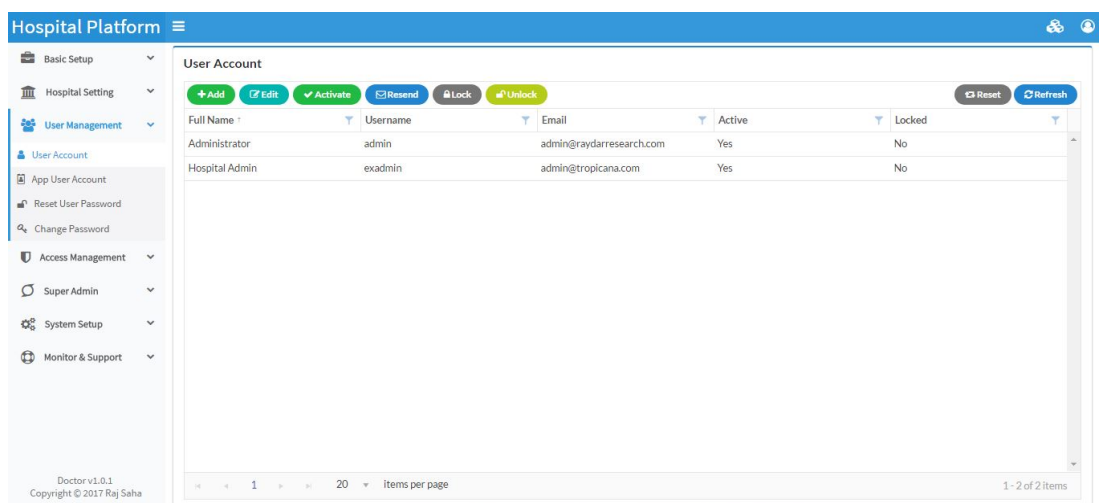 Hospital Platform
Basic Setup
Hospital Setting
User Management
User Account
App User Account
Reset User Password
Change Password
Access Management
Super Admin
System Setup
Monitor & Support
Doctor v1.0.1
Copyright © 2017 Raj Saha
User Account
+Add Edit Activate Resend Lock Unlock Reset Refresh
Full Name ↑ Username Email Active Locked
Administrator admin admin@raydarresearch.com Yes No
Hospital Admin exadmin admin@tropicana.com Yes No
1 20 items per page 1 - 2 of 2 items